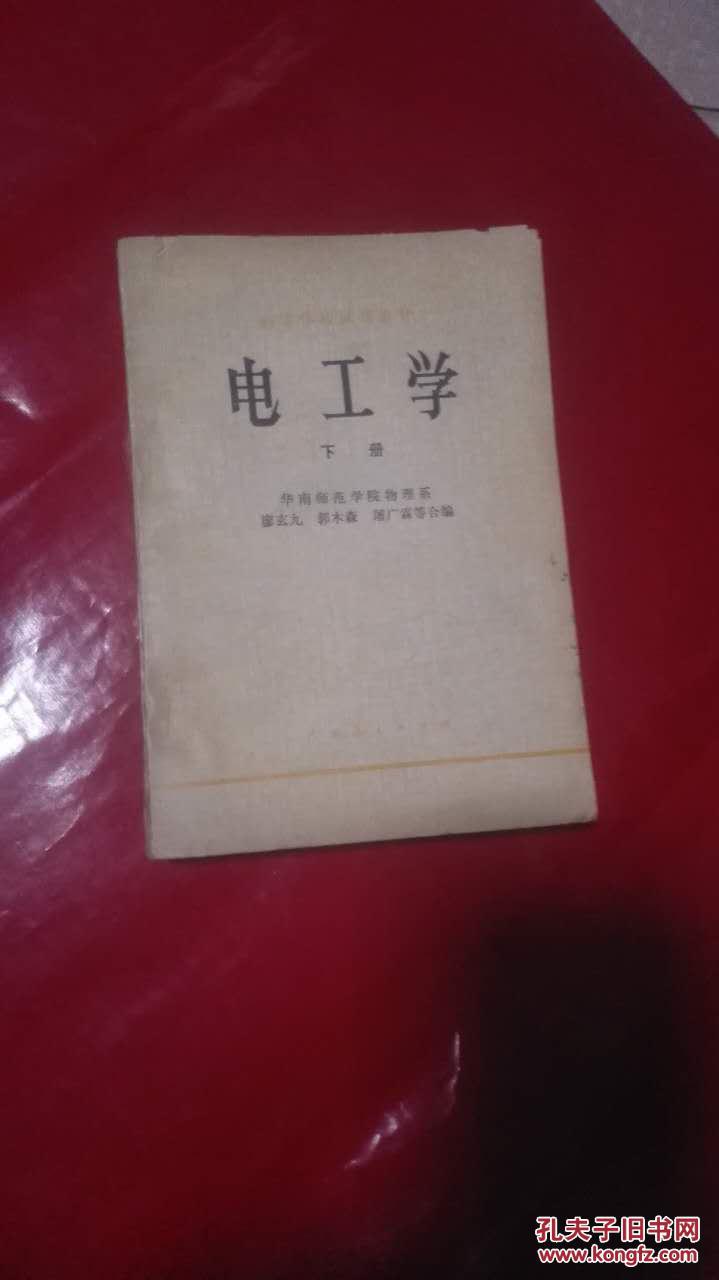 电工学
下册
华南师范学院物理系
廖玄九 郭木森 屠广霖等合编
孔夫子旧书网
www.kongfz.com